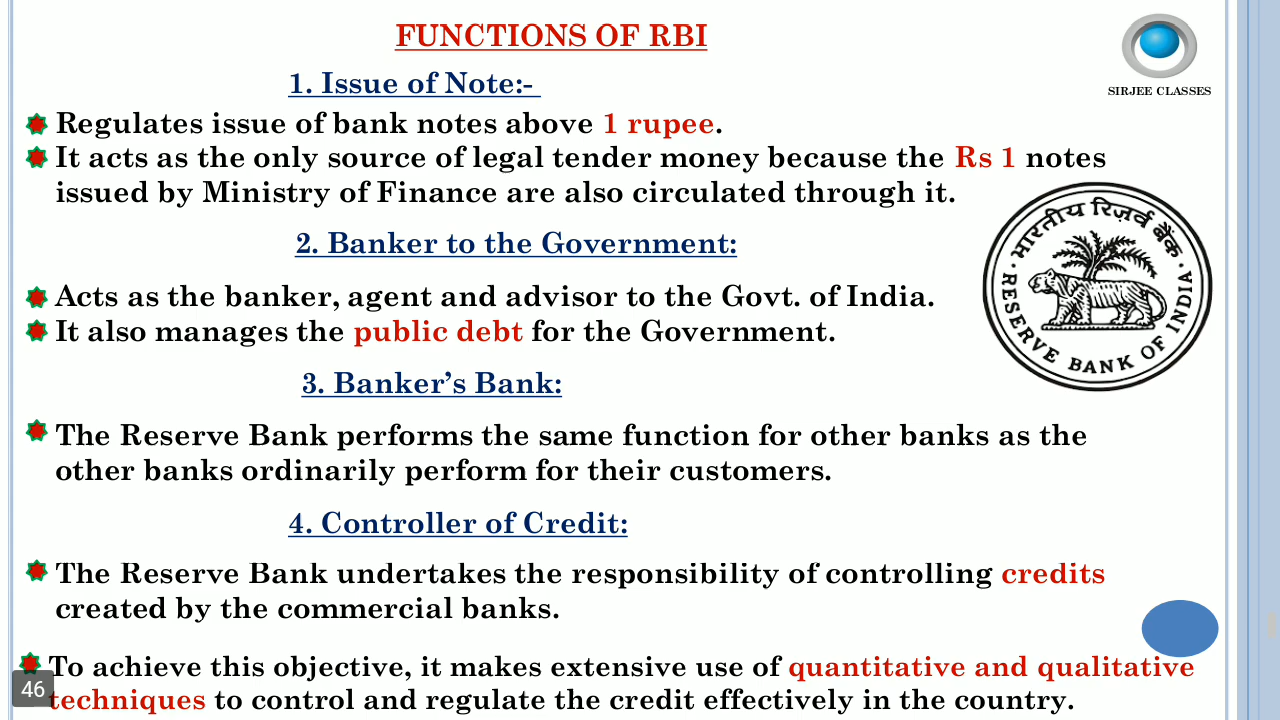 FUNCTIONS OF RBI
SIRJEE CLASSES
1. Issue of Note:-
Regulates issue of bank notes above 1 rupee.
It acts as the only source of legal tender money because the Rs 1 notes
issued by Ministry of Finance are also circulated through it.
भारतीय रिज़र्व बैंक
RESERVE BANK OF INDIA
2. Banker to the Government:
Acts as the banker, agent and advisor to the Govt. of India.
It also manages the public debt for the Government.
3. Banker’s Bank:
The Reserve Bank performs the same function for other banks as the
other banks ordinarily perform for their customers.
4. Controller of Credit:
The Reserve Bank undertakes the responsibility of controlling credits
created by the commercial banks.
To achieve this objective, it makes extensive use of quantitative and qualitative
techniques to control and regulate the credit effectively in the country.
46